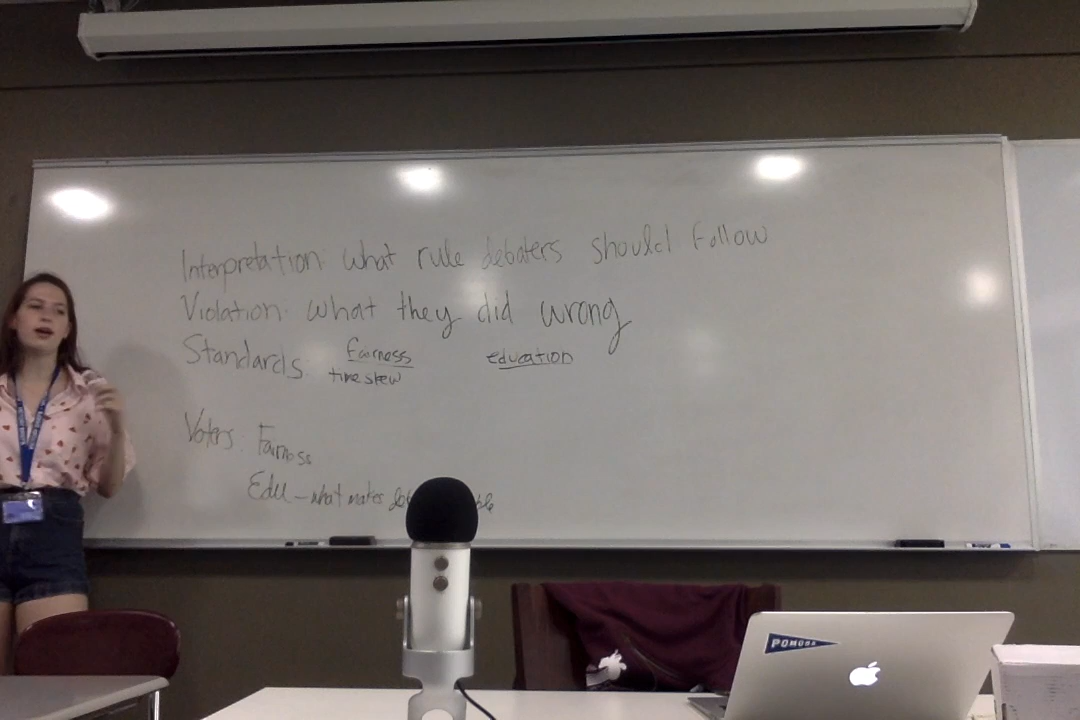 Interpretation: what rule debaters should follow
Violation: what they did wrong
Standards: fairness education
time skew
Voters: Fairness
Edu - what makes
POMONA